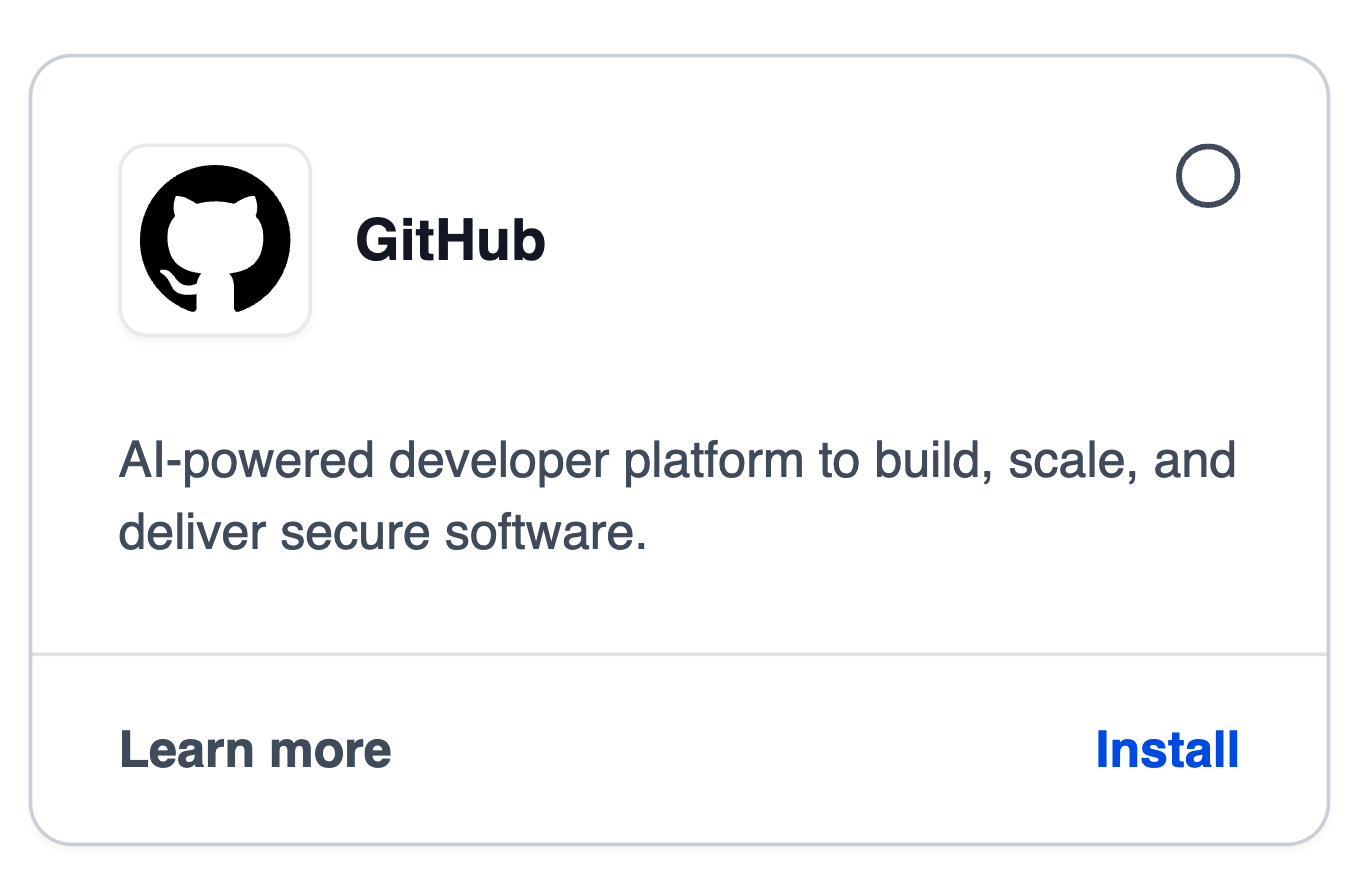 GitHub
AI-powered developer platform to build, scale, and
deliver secure software.
Learn more
Install